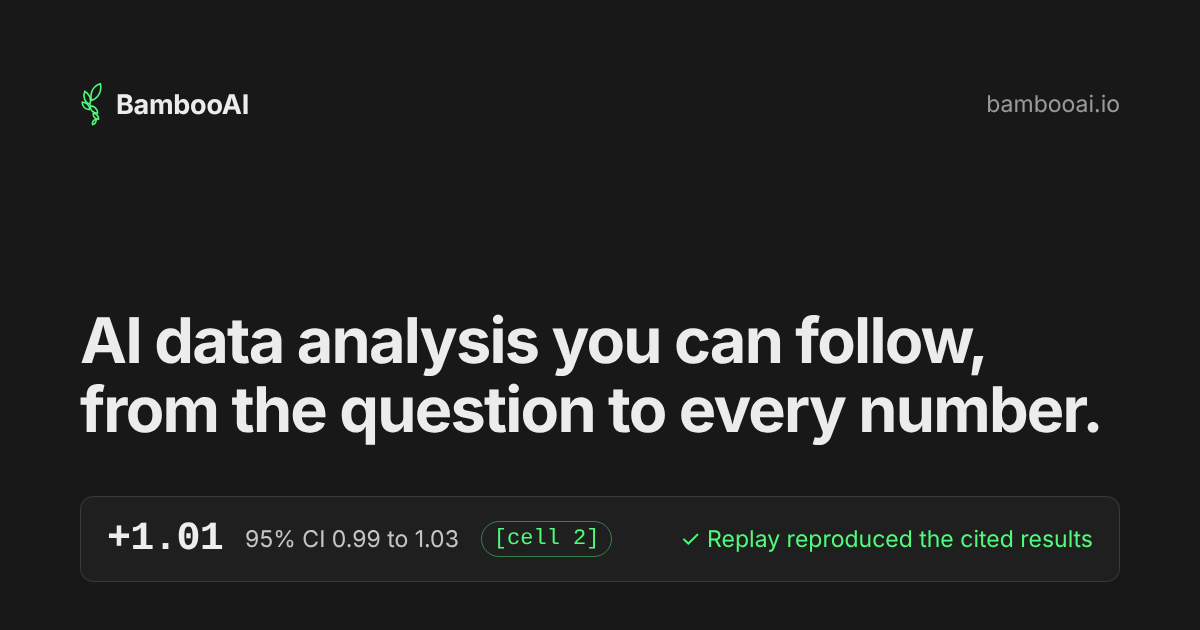 BambooAI
bambooai.io
AI data analysis you can follow,
from the question to every number.
+1.01 95% CI 0.99 to 1.03 [cell 2] ✓ Replay reproduced the cited results